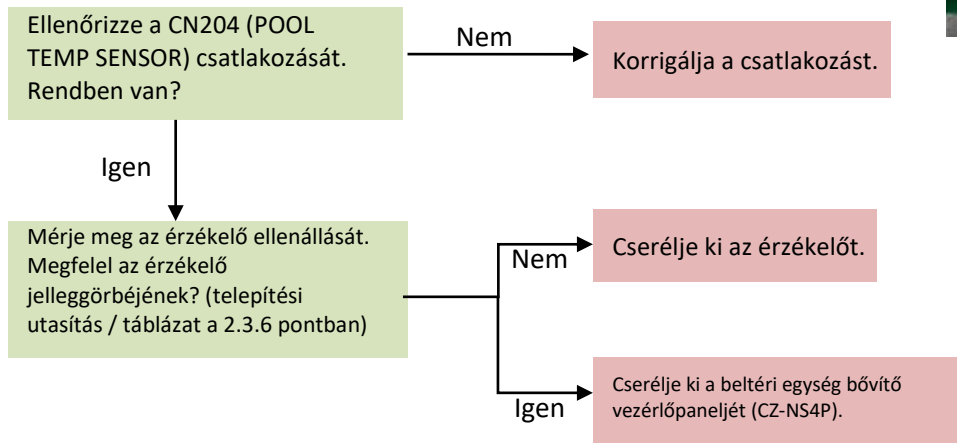 Ellenőrizze a CN204 (POOL
TEMP SENSOR) csatlakozását.
Rendben van?
Nem
Korrigálja a csatlakozást.
Igen
Mérje meg az érzékelő ellenállását.
Megfelel az érzékelő
jelleggörbéjének? (telepítési
utasítás / táblázat a 2.3.6 pontban)
Nem
Cserélje ki az érzékelőt.
Igen
Cserélje ki a beltéri egység bővítő
vezérlőpaneljét (CZ-NS4P).